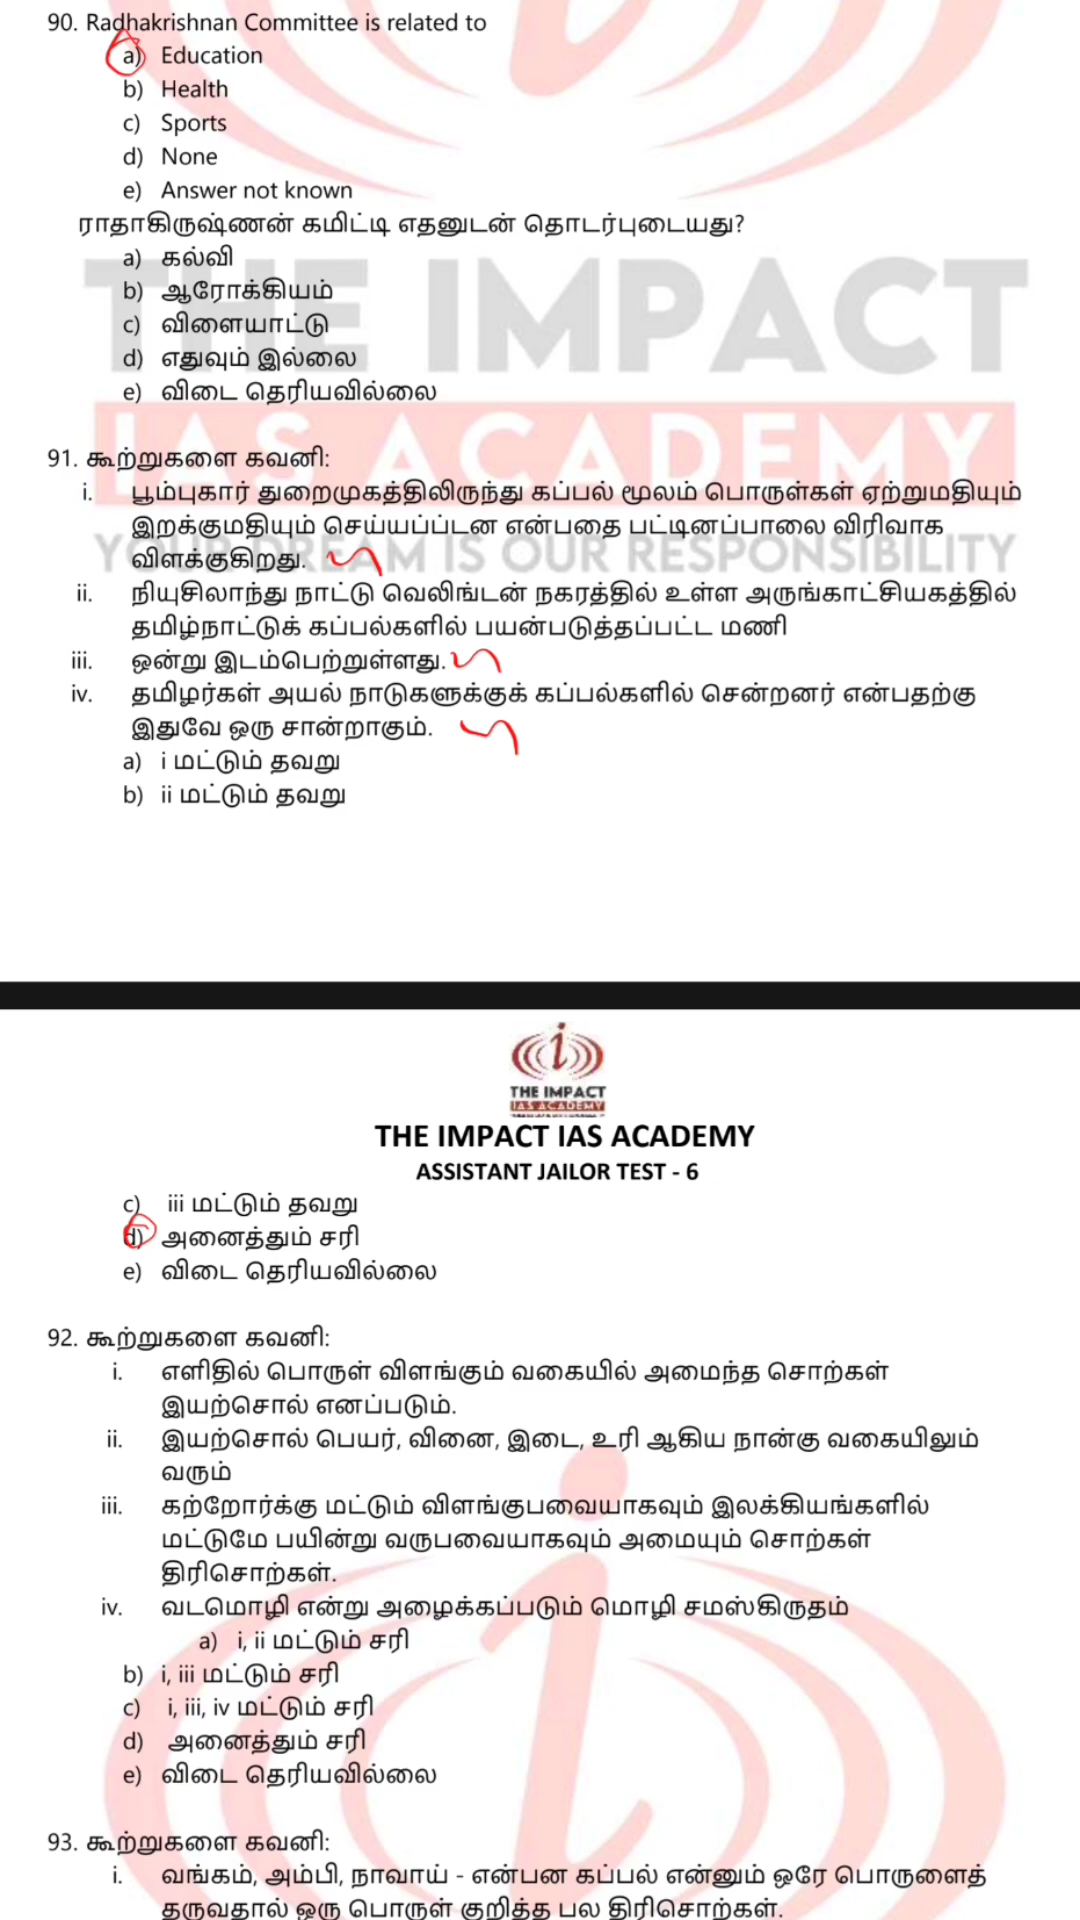 90. Radhakrishnan Committee is related to
a) Education
b) Health
c) Sports
d) None
e) Answer not known
ராதாகிருஷ்ணன் கமிட்டி எதனுடன் தொடர்புடையது?
a) கல்வி
b) ஆரோக்கியம்
c) விளையாட்டு
d) எதுவும் இல்லை
e) விடை தெரியவில்லை
THE IMPACT
IAS ACADEMY
YOUR DREAM IS OUR RESPONSIBILITY
91. கூற்றுகளை கவனி:
i. பூம்புகார் துறைமுகத்திலிருந்து கப்பல் மூலம் பொருள்கள் ஏற்றுமதியும்
இறக்குமதியும் செய்யப்ப்டன என்பதை பட்டினப்பாலை விரிவாக
விளக்குகிறது.
ii. நியுசிலாந்து நாட்டு வெலிங்டன் நகரத்தில் உள்ள அருங்காட்சியகத்தில்
தமிழ்நாட்டுக் கப்பல்களில் பயன்படுத்தப்பட்ட மணி
iii. ஒன்று இடம்பெற்றுள்ளது.
iv. தமிழர்கள் அயல் நாடுகளுக்குக் கப்பல்களில் சென்றனர் என்பதற்கு
இதுவே ஒரு சான்றாகும்.
a) i மட்டும் தவறு
b) ii மட்டும் தவறு
THE IMPACT
IAS ACADEMY
THE IMPACT IAS ACADEMY
ASSISTANT JAILOR TEST - 6
c) iii மட்டும் தவறு
d) அனைத்தும் சரி
e) விடை தெரியவில்லை
92. கூற்றுகளை கவனி:
i. எளிதில் பொருள் விளங்கும் வகையில் அமைந்த சொற்கள்
இயற்சொல் எனப்படும்.
ii. இயற்சொல் பெயர், வினை, இடை, உரி ஆகிய நான்கு வகையிலும்
வரும்
iii. கற்றோர்க்கு மட்டும் விளங்குபவையாகவும் இலக்கியங்களில்
மட்டுமே பயின்று வருபவையாகவும் அமையும் சொற்கள்
திரிசொற்கள்.
iv. வடமொழி என்று அழைக்கப்படும் மொழி சமஸ்கிருதம்
a) i, ii மட்டும் சரி
b) i, iii மட்டும் சரி
c) i, iii, iv மட்டும் சரி
d) அனைத்தும் சரி
e) விடை தெரியவில்லை
93. கூற்றுகளை கவனி:
i. வங்கம், அம்பி, நாவாய் - என்பன கப்பல் என்னும் ஒரே பொருளைத்
தருவதால் ஒரு பொருள் குறித்த பல திரிசொற்கள்.